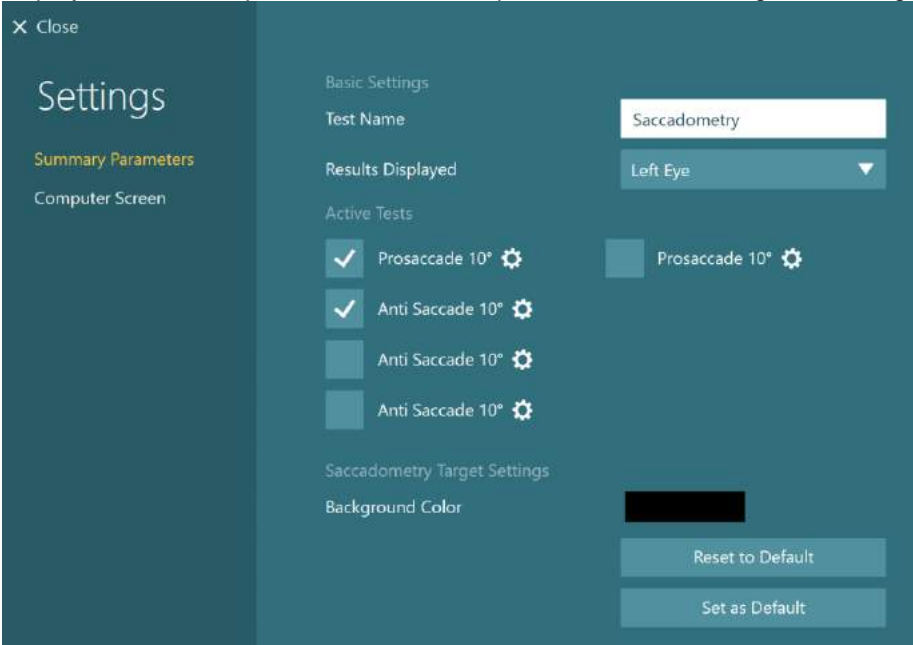 Close
Settings
Summary Parameters
Computer Screen
Basic Settings
Test Name
Saccadometry
Results Displayed
Left Eye
Active Tests
Prosaccade 10°
Prosaccade 10°
Anti Saccade 10°
Anti Saccade 10°
Anti Saccade 10°
Saccadometry Target Settings
Background Color
Reset to Default
Set as Default